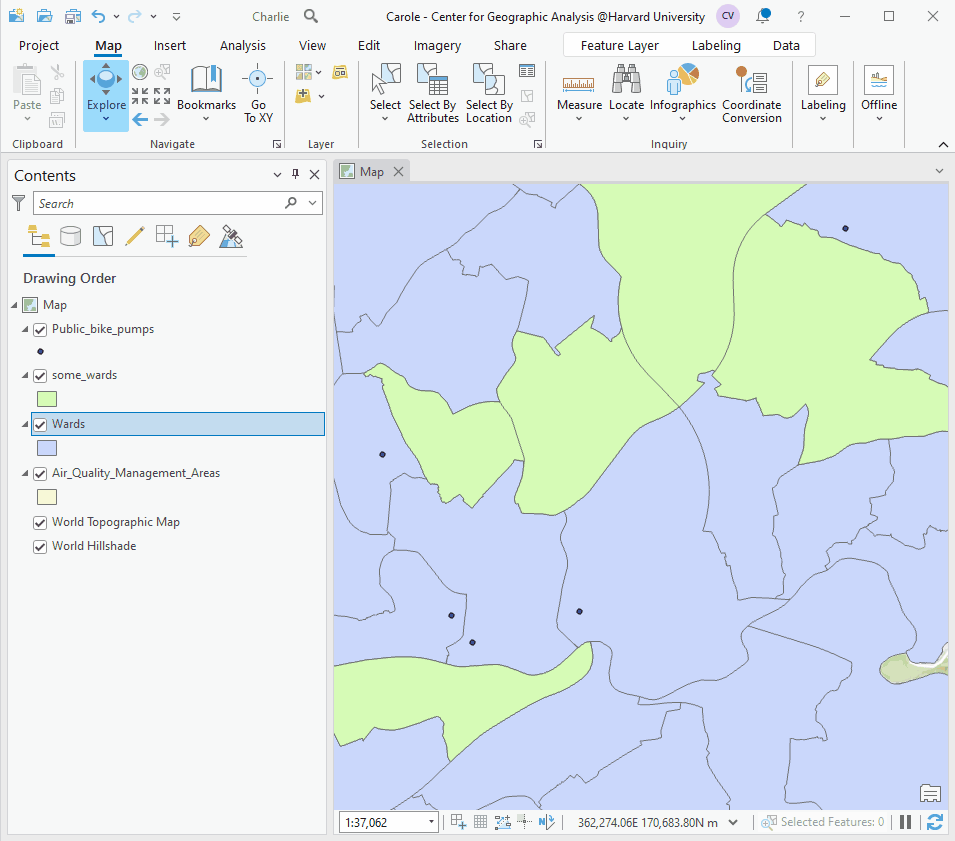 Charlie
Carole - Center for Geographic Analysis @Harvard University
CV
?
Project
Map
Insert
Analysis
View
Edit
Imagery
Share
Feature Layer
Labeling
Data
Paste
Explore
Bookmarks
Go
To XY
Select
Select By
Attributes
Select By
Location
Measure
Locate
Infographics
Coordinate
Conversion
Labeling
Offline
Clipboard
Navigate
Layer
Selection
Inquiry
Contents
Search
Drawing Order
Map
Public_bike_pumps
some_wards
Wards
Air_Quality_Management_Areas
World Topographic Map
World Hillshade
Map
1:37,062
362,274.06E 170,683.80N m
Selected Features: 0